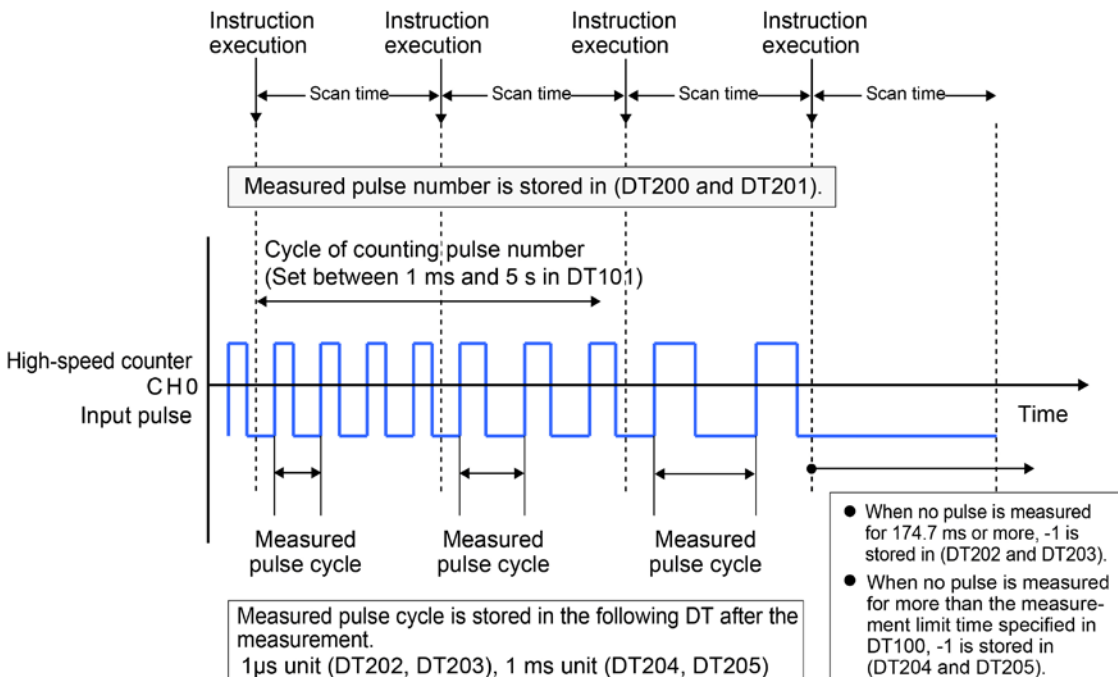 Instruction
execution
Instruction
execution
Instruction
execution
Instruction
execution
Scan time
Scan time
Scan time
Scan time
Measured pulse number is stored in (DT200 and DT201).
Cycle of counting pulse number
(Set between 1 ms and 5 s in DT101)
High-speed counter
CH0
Input pulse
Time
Measured
pulse cycle
Measured
pulse cycle
Measured
pulse cycle
● When no pulse is measured
for 174.7 ms or more, -1 is
stored in (DT202 and DT203).
● When no pulse is measured
for more than the measure-
ment limit time specified in
DT100, -1 is stored in
(DT204 and DT205).
Measured pulse cycle is stored in the following DT after the
measurement.
1µs unit (DT202, DT203), 1 ms unit (DT204, DT205)